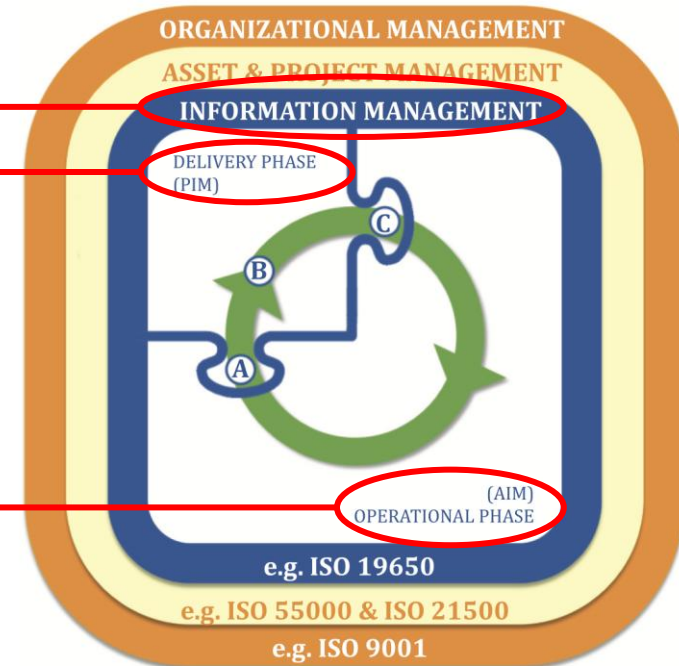 ORGANIZATIONAL MANAGEMENT
ASSET & PROJECT MANAGEMENT
INFORMATION MANAGEMENT
DELIVERY PHASE
(PIM)
C
B
A
(AIM)
OPERATIONAL PHASE
e.g. ISO 19650
e.g. ISO 55000 & ISO 21500
e.g. ISO 9001